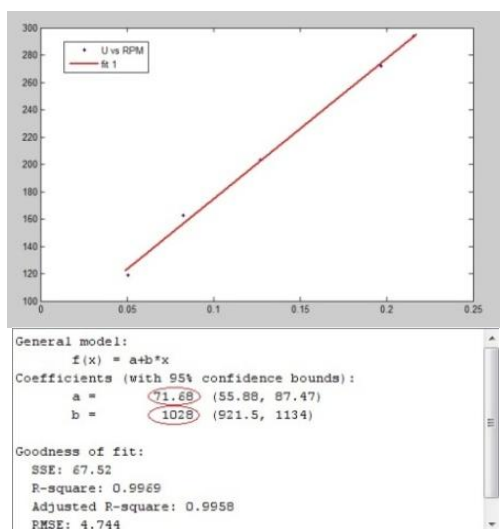 300
280
260
240
220
200
180
160
140
120
100
U vs RPM
fit 1
0 0.05 0.1 0.15 0.2 0.25
General model:
f(x) = a+b*x
Coefficients (with 95% confidence bounds):
a = 71.68 (55.88, 87.47)
b = 1028 (921.5, 1134)
Goodness of fit:
SSE: 67.52
R-square: 0.9969
Adjusted R-square: 0.9958
RMSE: 4.744